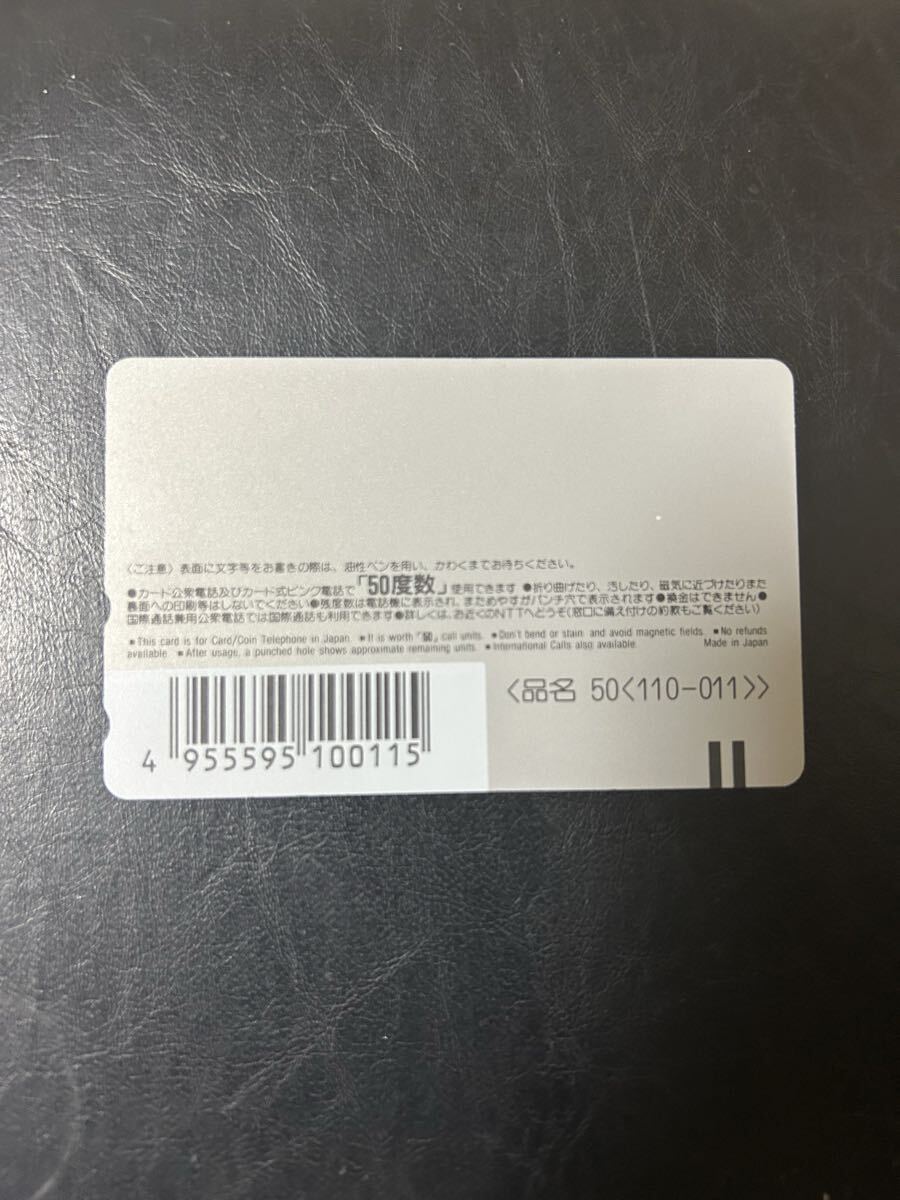 〈ご注意〉表面に文字等をお書きの際は、油性ペンを用い、かわくまでお待ちください。
●カード公衆電話及びカード式ピンク電話で「50度数」使用できます ●折り曲げたり、汚したり、磁気に近づけたりまた
裏面への印刷等はしないでください●残度数は電話機に表示され、まためやすがパンチ穴で表示されます●換金はできません●
国際通話兼用公衆電話では国際通話も利用できます●詳しくは、お近くのNTTへどうぞ(窓口に備え付けの約款もご覧ください)
●This card is for Card/Coin Telephone in Japan. ●It is worth「50」call units. ●Don't bend or stain and avoid magnetic fields. ●No refunds
available. ●After usage, a punched hole shows approximate remaining units. ●International Calls also available. Made in Japan
〈品名 50〈110-011〉〉
4 955595 100115